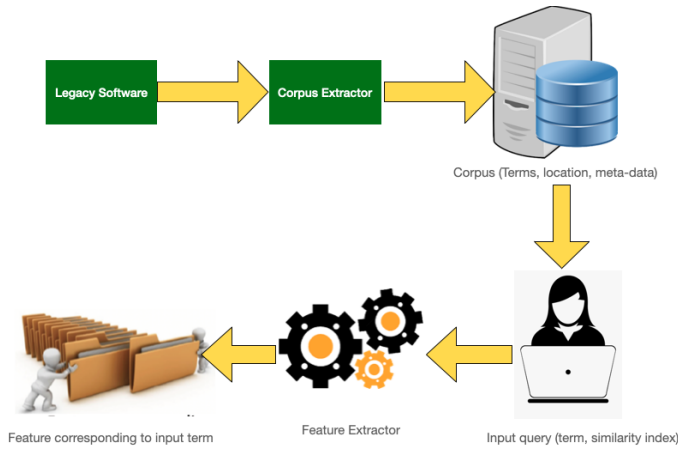 Legacy Software
Corpus Extractor
Corpus (Terms, location, meta-data)
Feature corresponding to input term
Feature Extractor
Input query (term, similarity index)